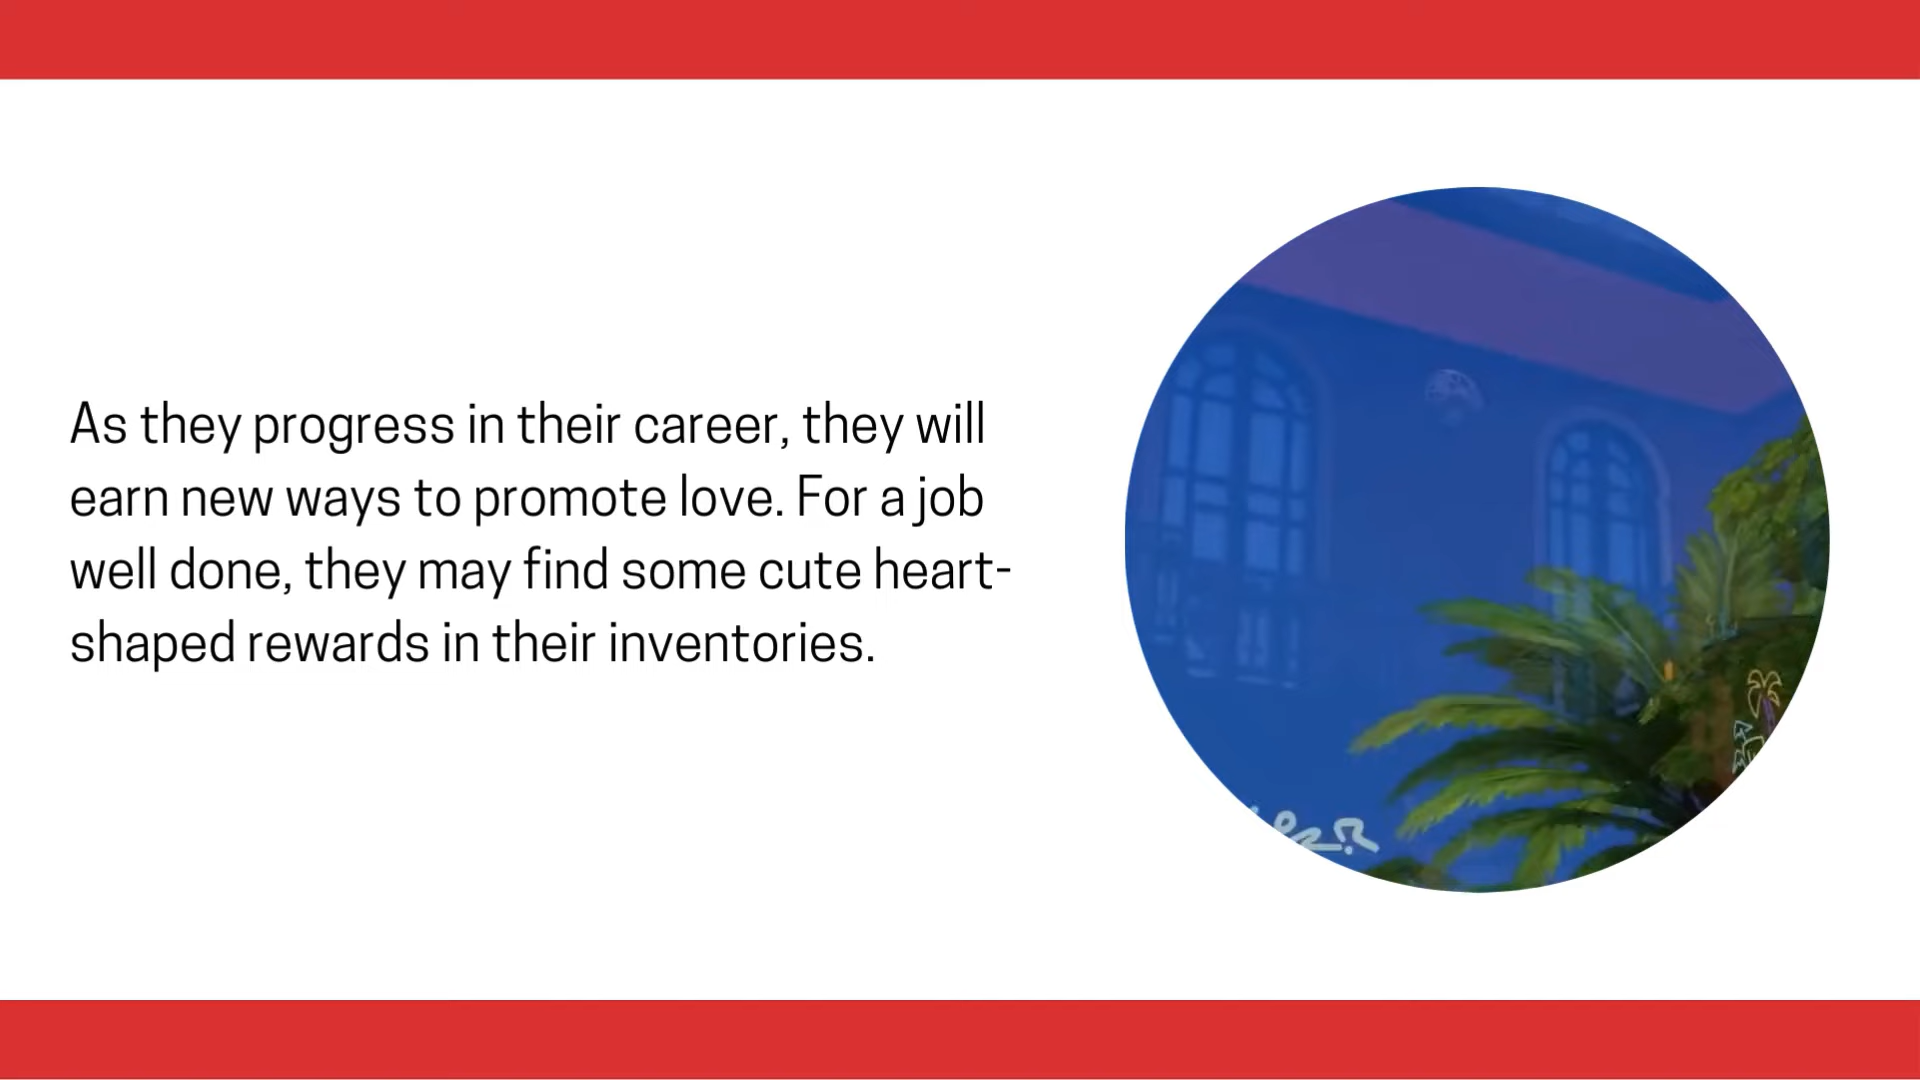 As they progress in their career, they will
earn new ways to promote love. For a job
well done, they may find some cute heart-
shaped rewards in their inventories.